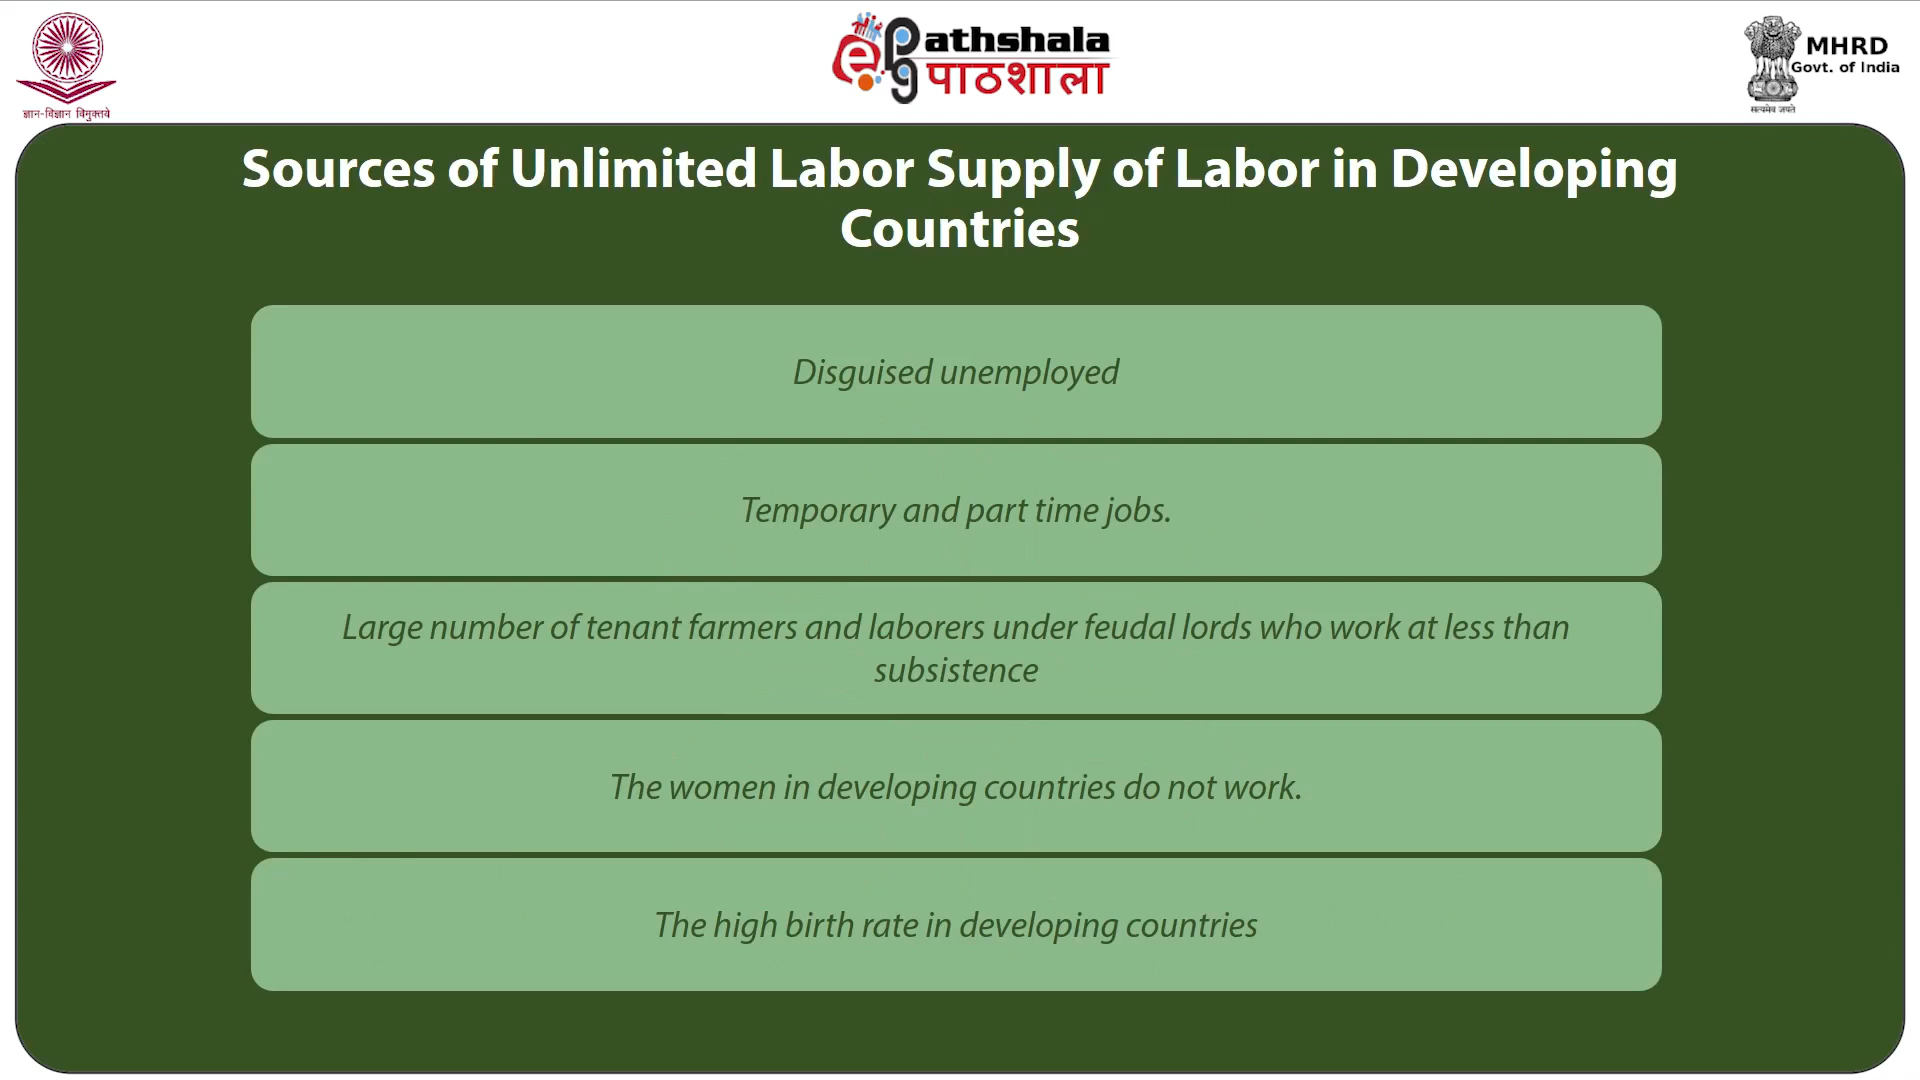 ज्ञान-विज्ञान विमुक्तये
ePathshala
पाठशाला
MHRD
Govt. of India
सत्यमेव जयते
Sources of Unlimited Labor Supply of Labor in Developing
Countries
Disguised unemployed
Temporary and part time jobs.
Large number of tenant farmers and laborers under feudal lords who work at less than
subsistence
The women in developing countries do not work.
The high birth rate in developing countries